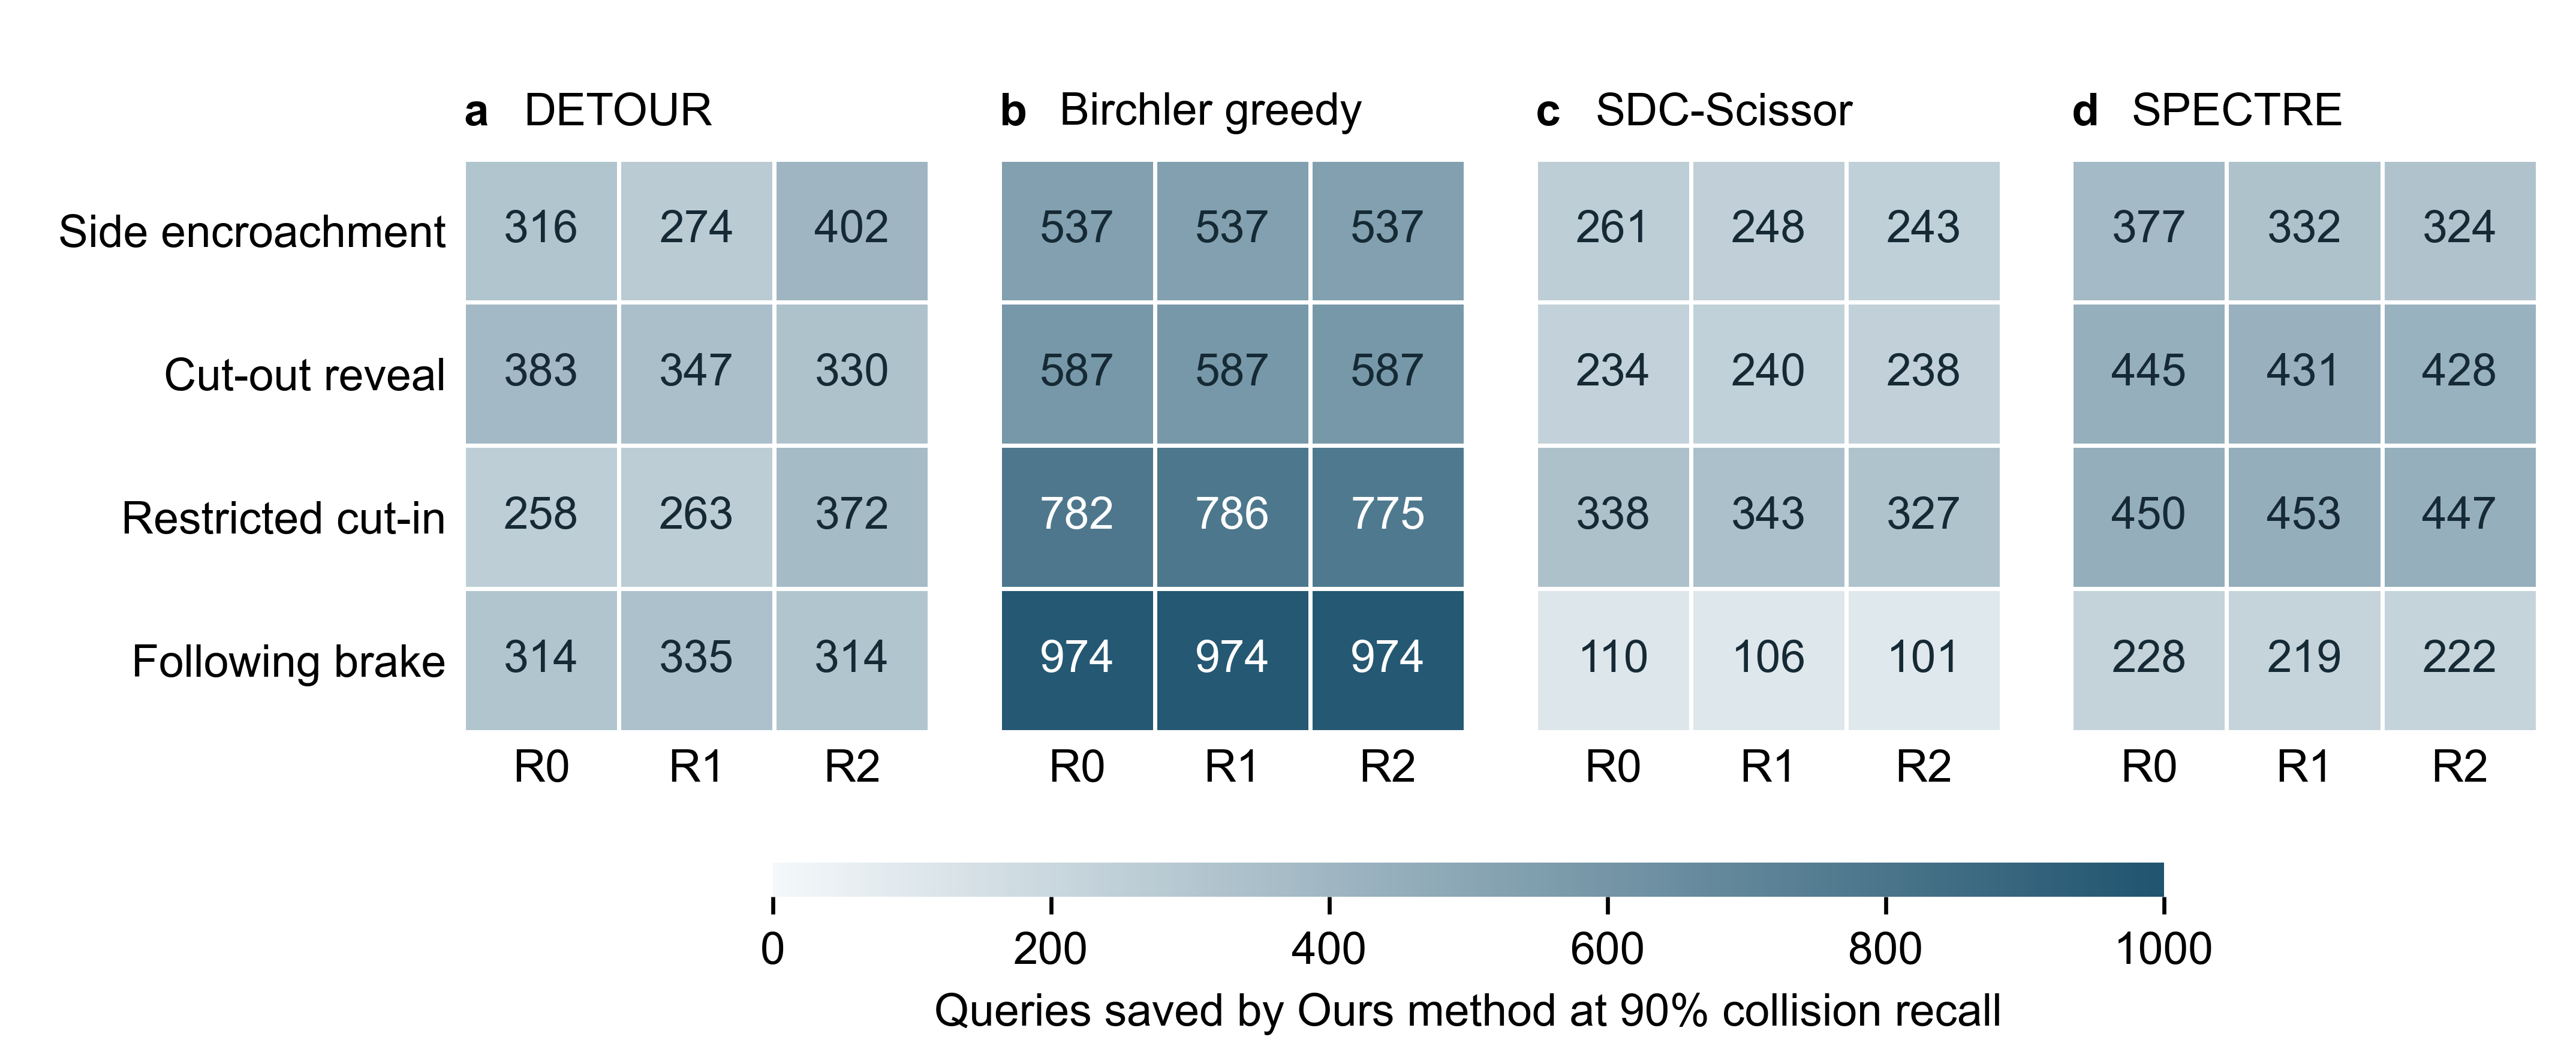 a DETOUR
b Birchler greedy
c SDC-Scissor
d SPECTRE
Side encroachment 316 274 402 537 537 537 261 248 243 377 332 324
Cut-out reveal 383 347 330 587 587 587 234 240 238 445 431 428
Restricted cut-in 258 263 372 782 786 775 338 343 327 450 453 447
Following brake 314 335 314 974 974 974 110 106 101 228 219 222
R0 R1 R2 R0 R1 R2 R0 R1 R2 R0 R1 R2
0 200 400 600 800 1000
Queries saved by Ours method at 90% collision recall